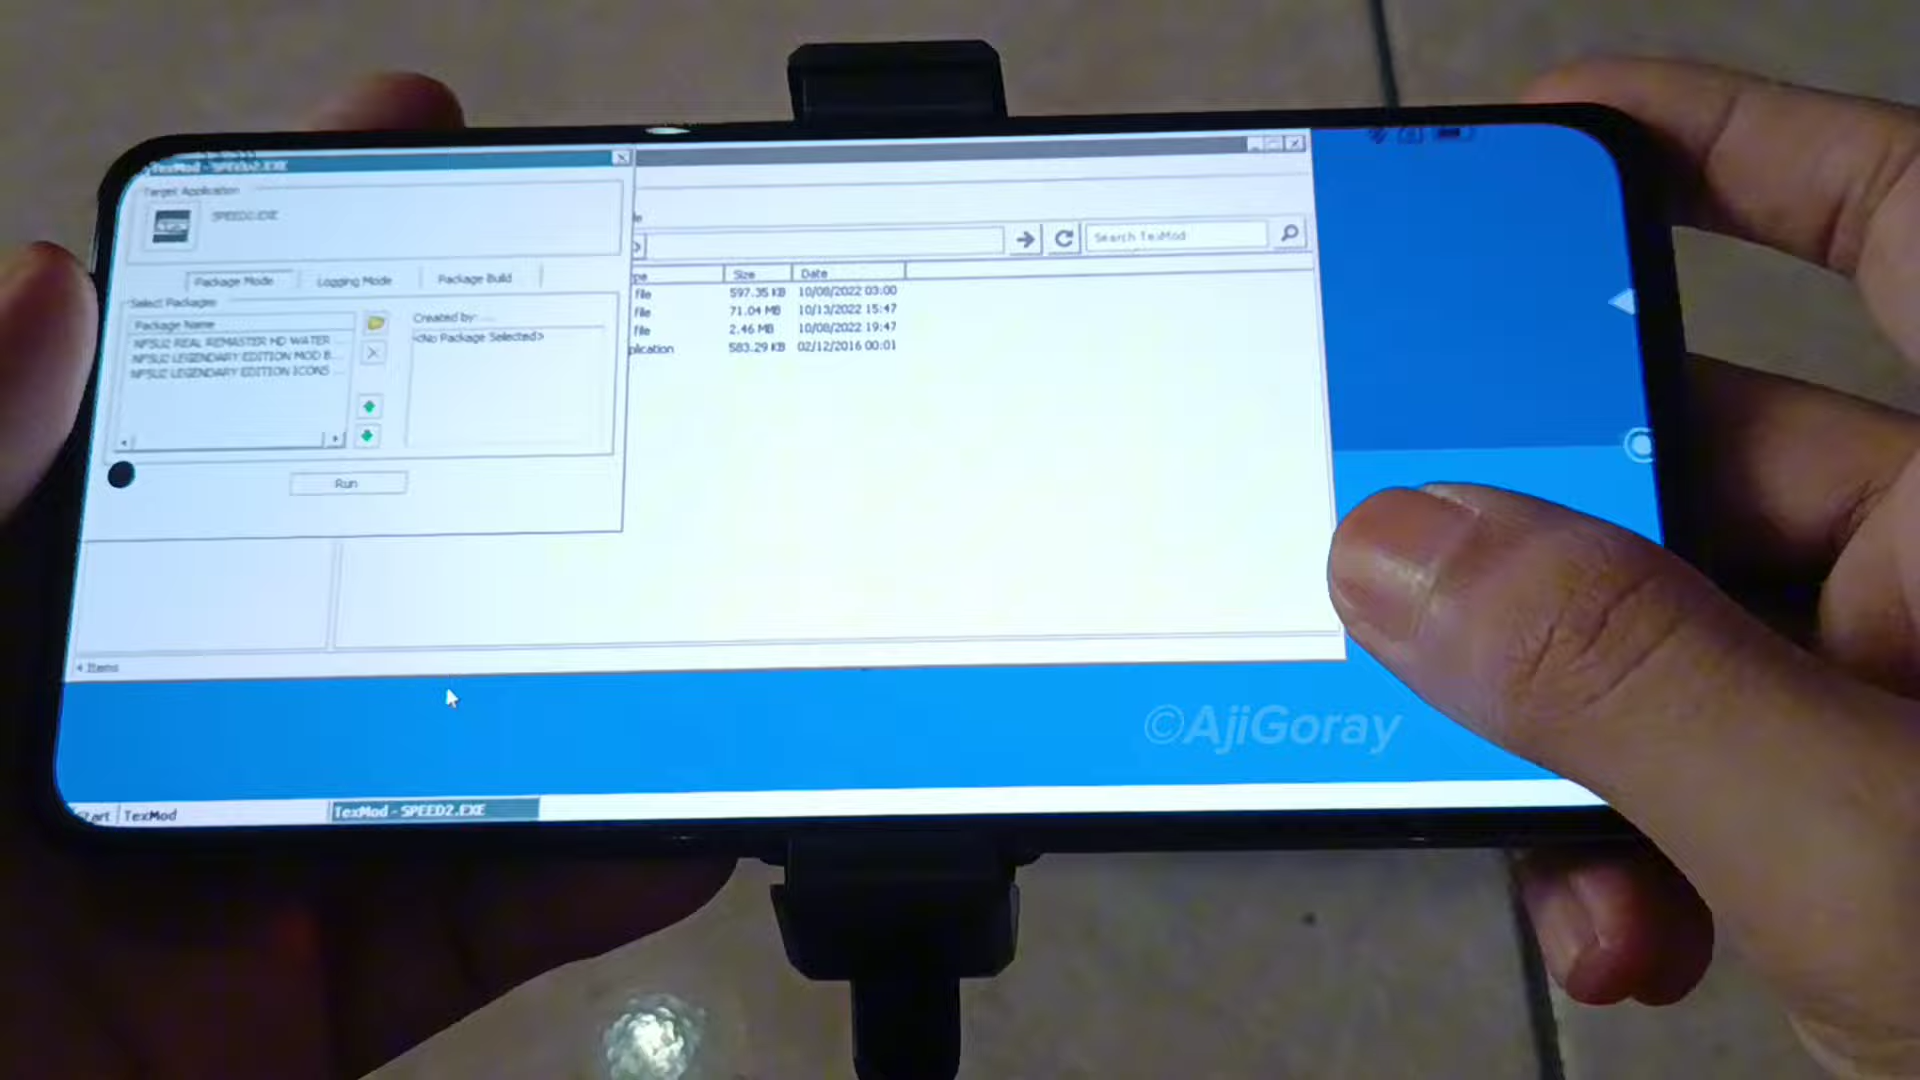 TexMod - SPEED2.EXE
Target Application
SPEED2.EXE
Package Mode
Logging Mode
Package Build
Select Packages
Package Name
NFSU2 REAL REMASTER HD WATER ...
NFSU2 LEGENDARY EDITION MOD B...
NFSU2 LEGENDARY EDITION ICONS ...
Created by: ...
<No Package Selected>
Run
Search TexMod
Size Date
file 597.35 KB 10/08/2022 03:00
file 71.04 MB 10/13/2022 15:47
file 2.46 MB 10/08/2022 19:47
plication 583.29 KB 02/12/2016 00:01
4 Items
©AjiGoray
Start TexMod TexMod - SPEED2.EXE